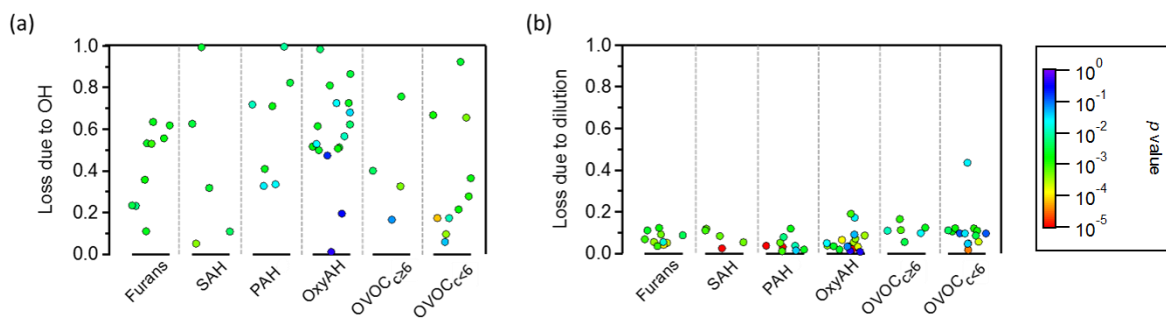 (a)
Loss due to OH
1.0
0.8
0.6
0.4
0.2
0.0
Furans
SAH
PAH
OxyAH
OVOCC≥6
OVOCC<6
(b)
Loss due to dilution
1.0
0.8
0.6
0.4
0.2
0.0
Furans
SAH
PAH
OxyAH
OVOCC≥6
OVOCC<6
10⁰
10⁻¹
10⁻²
10⁻³
10⁻⁴
10⁻⁵
p value